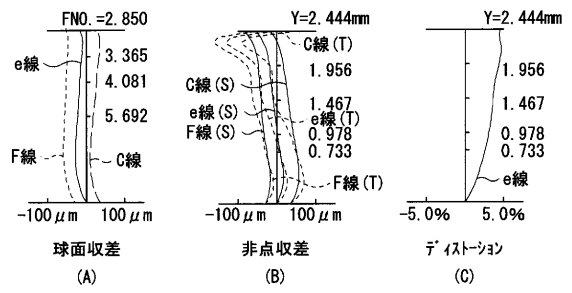 FNO.=2.850
e線
3.365
4.081
5.692
F線
C線
-100μm
100μm
球面収差
(A)
Y=2.444mm
C線(T)
1.956
C線(S)
1.467
e線(S)
e線(T)
F線(S)
0.978
0.733
F線(T)
-100μm
100μm
非点収差
(B)
Y=2.444mm
1.956
1.467
0.978
0.733
e線
-5.0%
5.0%
ﾃﾞｨｽﾄｰｼｮﾝ
(C)